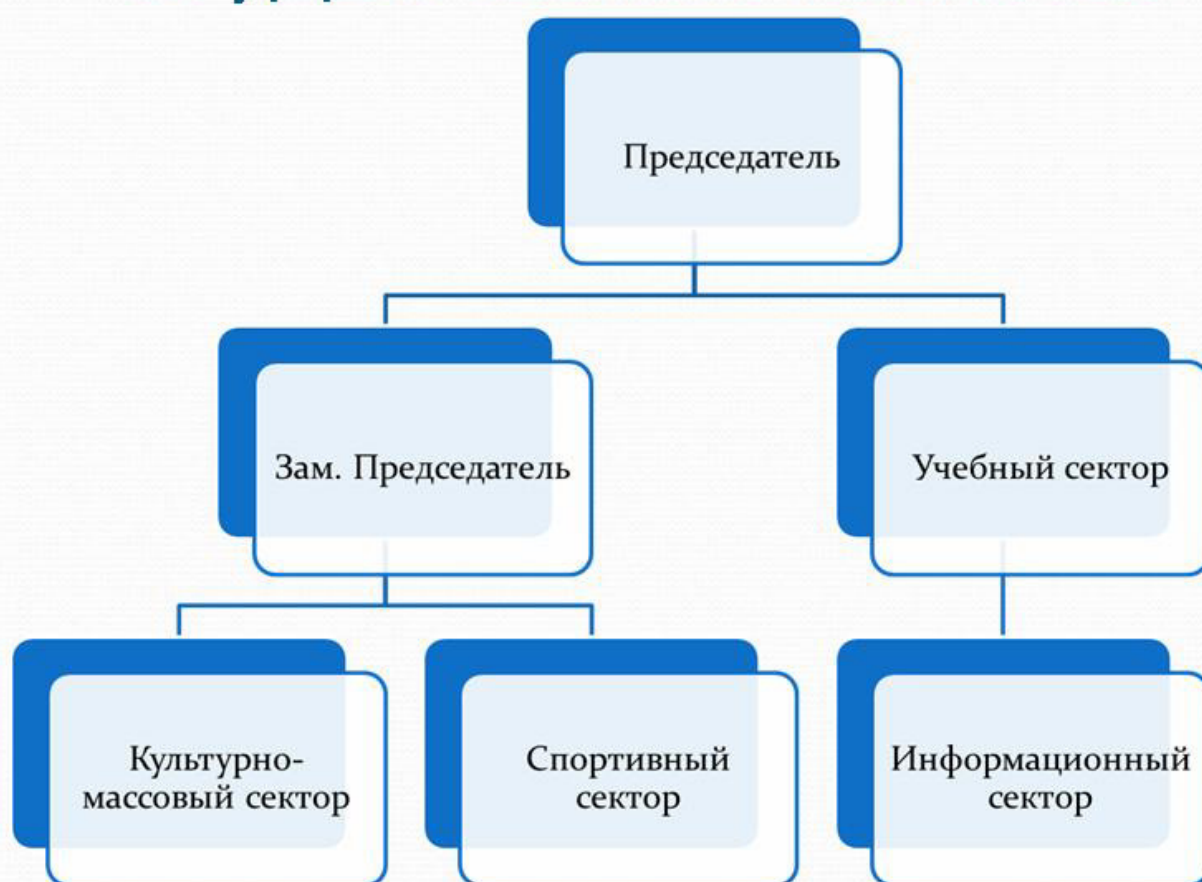 Председатель
Зам. Председатель
Учебный сектор
Культурно-
массовый сектор
Спортивный
сектор
Информационный
сектор